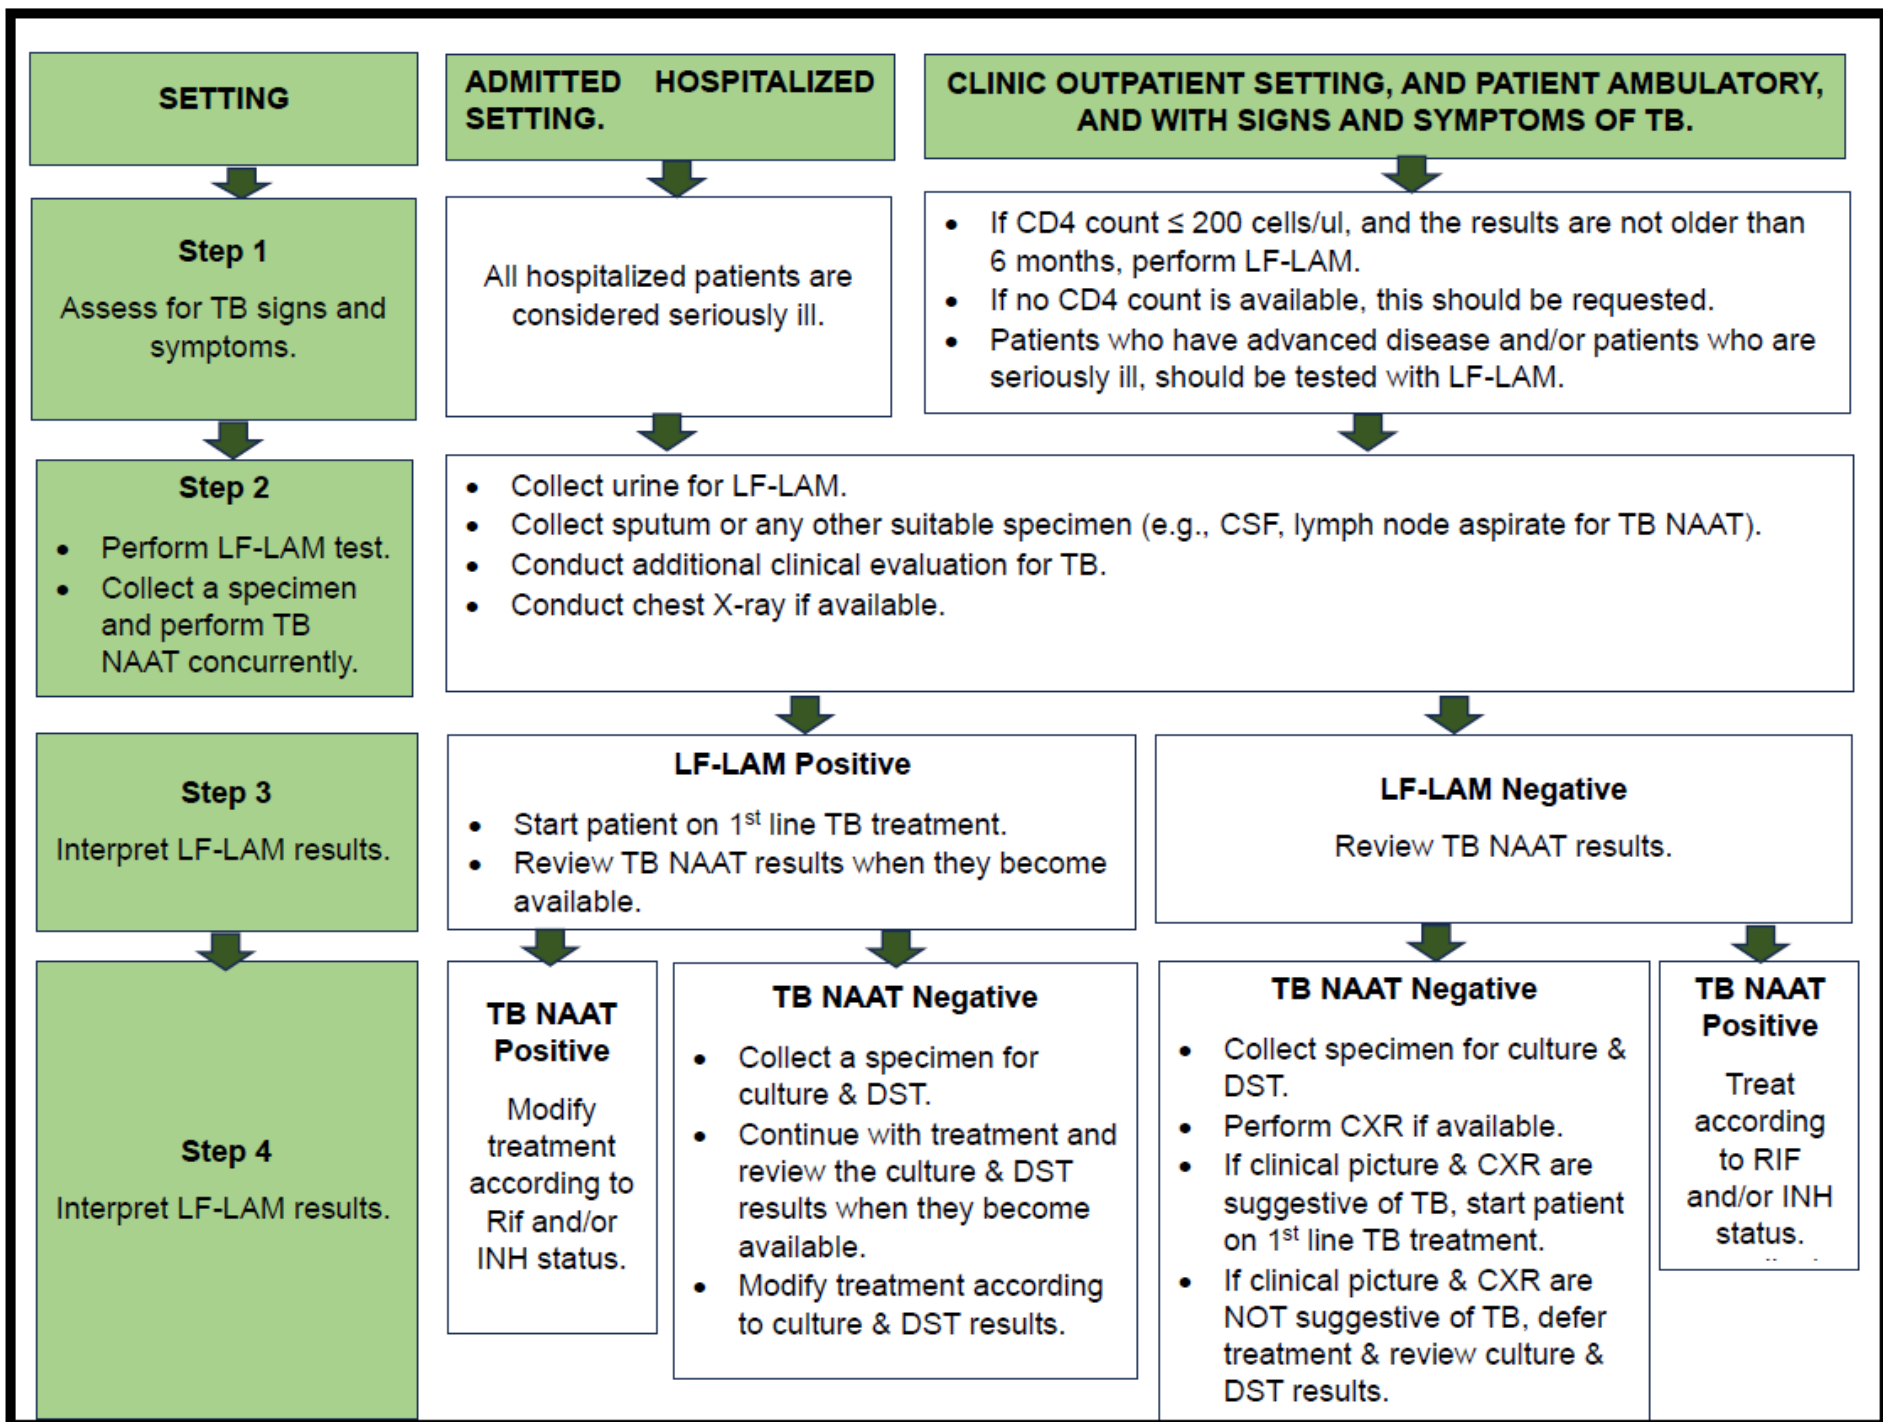 SETTING
ADMITTED HOSPITALIZED
SETTING.
CLINIC OUTPATIENT SETTING, AND PATIENT AMBULATORY,
AND WITH SIGNS AND SYMPTOMS OF TB.
Step 1
Assess for TB signs and
symptoms.
All hospitalized patients are
considered seriously ill.
• If CD4 count ≤ 200 cells/ul, and the results are not older than
6 months, perform LF-LAM.
• If no CD4 count is available, this should be requested.
• Patients who have advanced disease and/or patients who are
seriously ill, should be tested with LF-LAM.
Step 2
• Perform LF-LAM test.
• Collect a specimen
and perform TB
NAAT concurrently.
• Collect urine for LF-LAM.
• Collect sputum or any other suitable specimen (e.g., CSF, lymph node aspirate for TB NAAT).
• Conduct additional clinical evaluation for TB.
• Conduct chest X-ray if available.
Step 3
Interpret LF-LAM results.
LF-LAM Positive
• Start patient on 1st line TB treatment.
• Review TB NAAT results when they become
available.
LF-LAM Negative
Review TB NAAT results.
Step 4
Interpret LF-LAM results.
TB NAAT
Positive
Modify
treatment
according to
Rif and/or
INH status.
TB NAAT Negative
• Collect a specimen for
culture & DST.
• Continue with treatment and
review the culture & DST
results when they become
available.
• Modify treatment according
to culture & DST results.
TB NAAT Negative
• Collect specimen for culture &
DST.
• Perform CXR if available.
• If clinical picture & CXR are
suggestive of TB, start patient
on 1st line TB treatment.
• If clinical picture & CXR are
NOT suggestive of TB, defer
treatment & review culture &
DST results.
TB NAAT
Positive
Treat
according
to RIF
and/or INH
status.